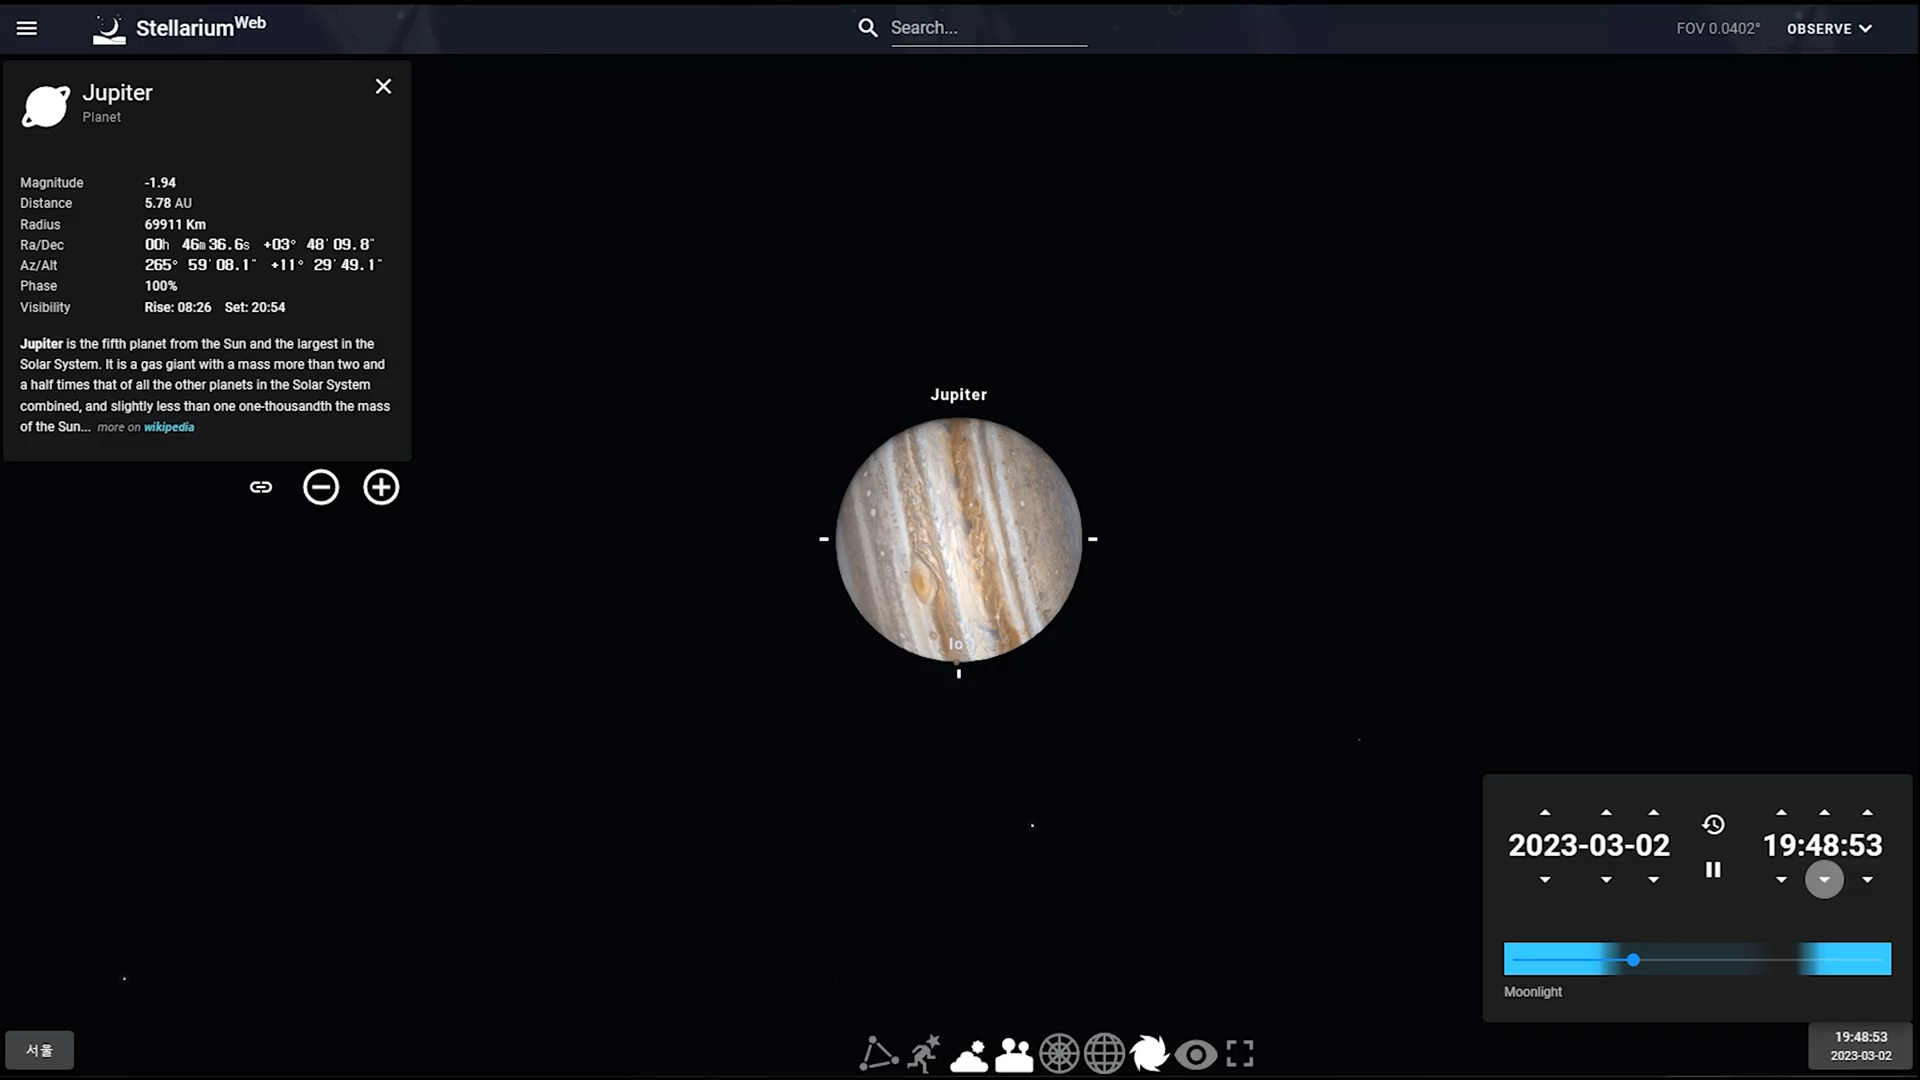 StellariumWeb
Search...
FOV 0.0402°
OBSERVE
Jupiter
Planet
Magnitude -1.94
Distance 5.78 AU
Radius 69911 Km
Ra/Dec 00h 46m 36.6s +03° 48' 09.8"
Az/Alt 265° 59' 08.1" +11° 29' 49.1"
Phase 100%
Visibility Rise: 08:26 Set: 20:54
Jupiter is the fifth planet from the Sun and the largest in the
Solar System. It is a gas giant with a mass more than two and
a half times that of all the other planets in the Solar System
combined, and slightly less than one one-thousandth the mass
of the Sun... more on wikipedia
Jupiter
Io
2023-03-02 19:48:53
Moonlight
서울
19:48:53
2023-03-02